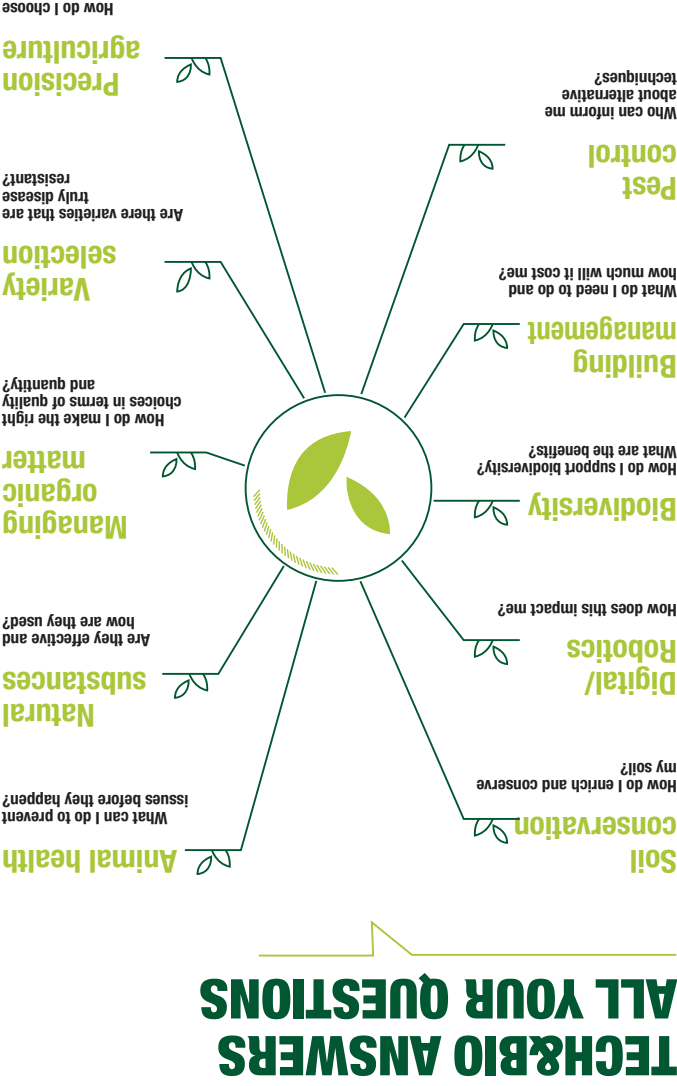 TECH&BIO ANSWERS
ALL YOUR QUESTIONS
Soil
conservation
How do I enrich and conserve
my soil?
Digital/
Robotics
How does this impact me?
Biodiversity
How do I support biodiversity?
What are the benefits?
Building
management
What do I need to do and
how much will it cost me?
Pest
control
Who can inform me
about alternative
techniques?
Animal health
What can I do to prevent
issues before they happen?
Natural
substances
Are they effective and
how are they used?
Managing
organic
matter
How do I make the right
choices in terms of quality
and quantity?
Variety
selection
Are there varieties that are
truly disease
resistant?
Precision
agriculture
How do I choose